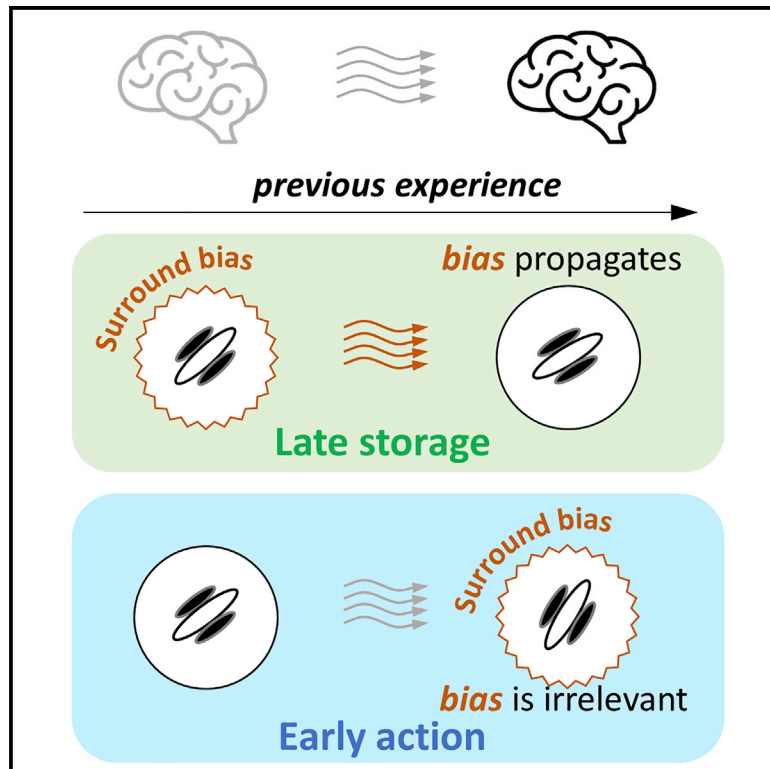 previous experience
Surround bias
bias propagates
Late storage
Surround bias
bias is irrelevant
Early action